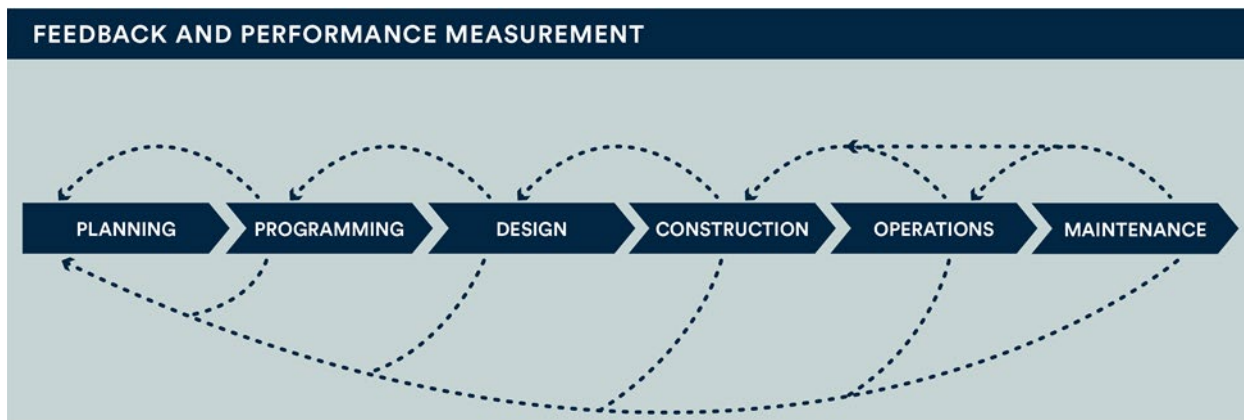 FEEDBACK AND PERFORMANCE MEASUREMENT
PLANNING
PROGRAMMING
DESIGN
CONSTRUCTION
OPERATIONS
MAINTENANCE